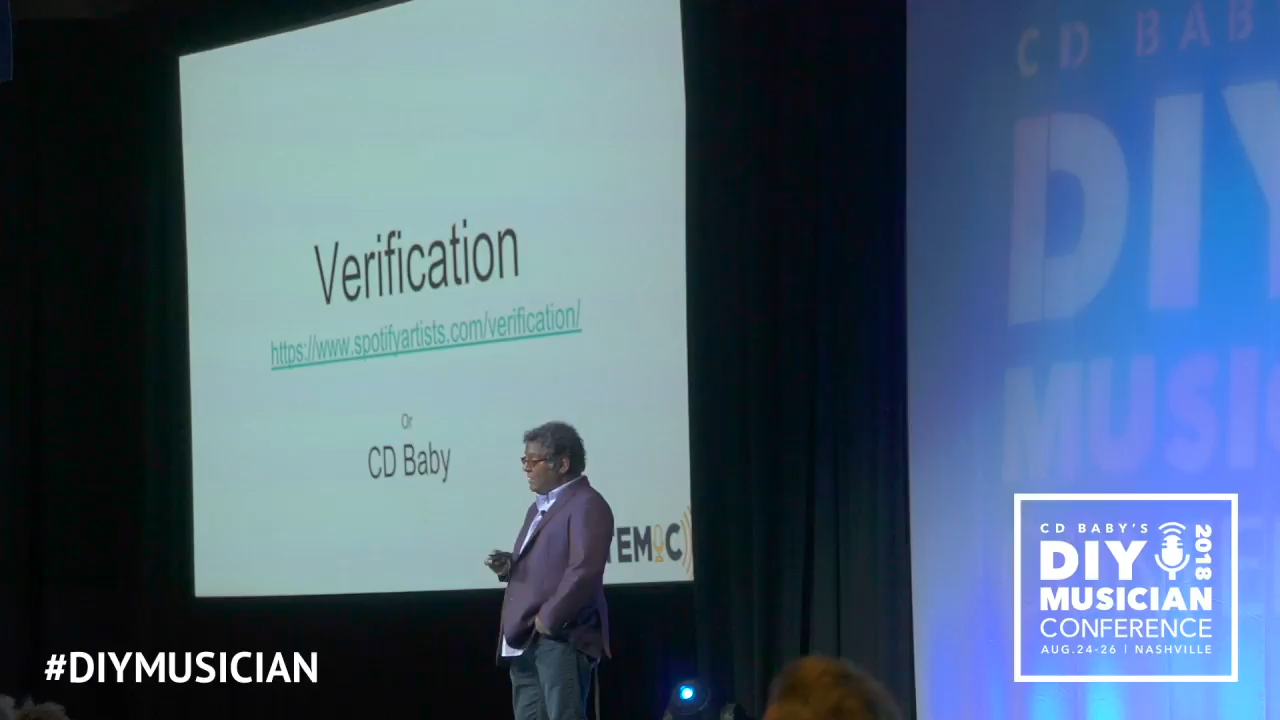 Verification
https://www.spotifyartists.com/verification/
Or
CD Baby
TEMIC
CD BABY
DIY
MUSIC
CD BABY'S
DIY
2018
MUSICIAN
CONFERENCE
AUG.24-26 | NASHVILLE
#DIYMUSICIAN